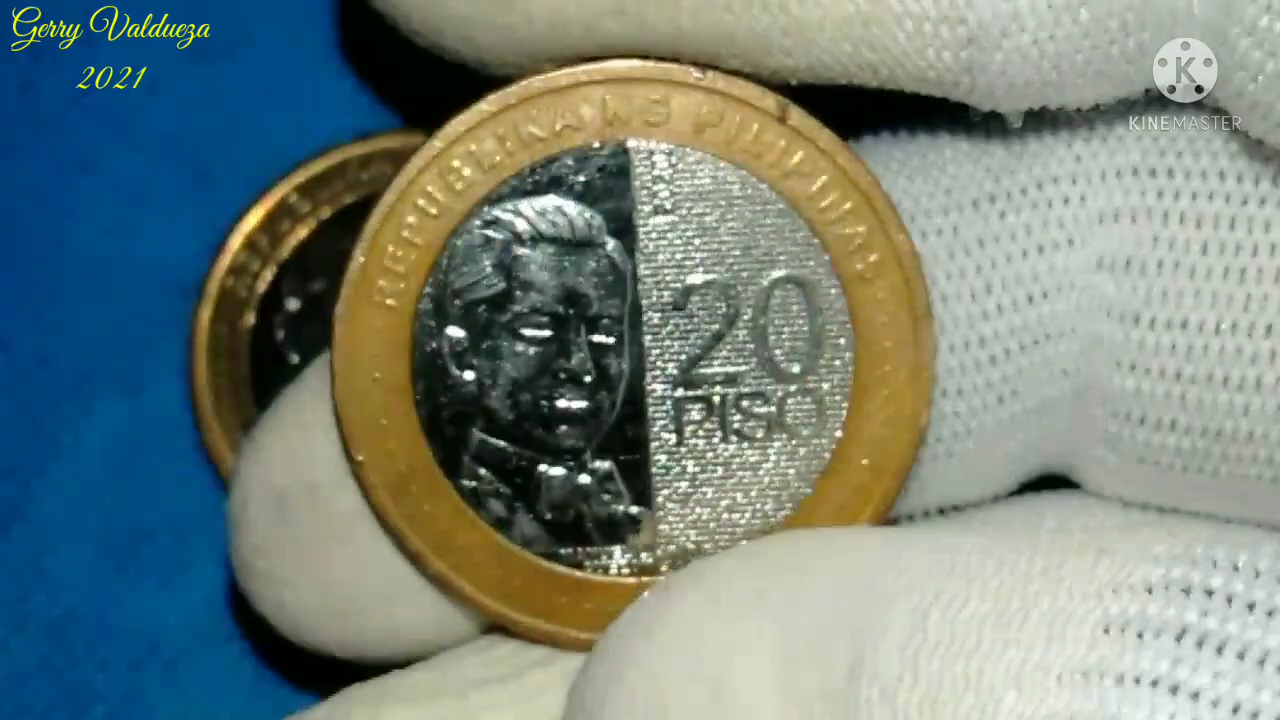 Gerry Valdueza
2021
K
KINEMASTER
REPUBLIKA NG PILIPINAS
20
PISO